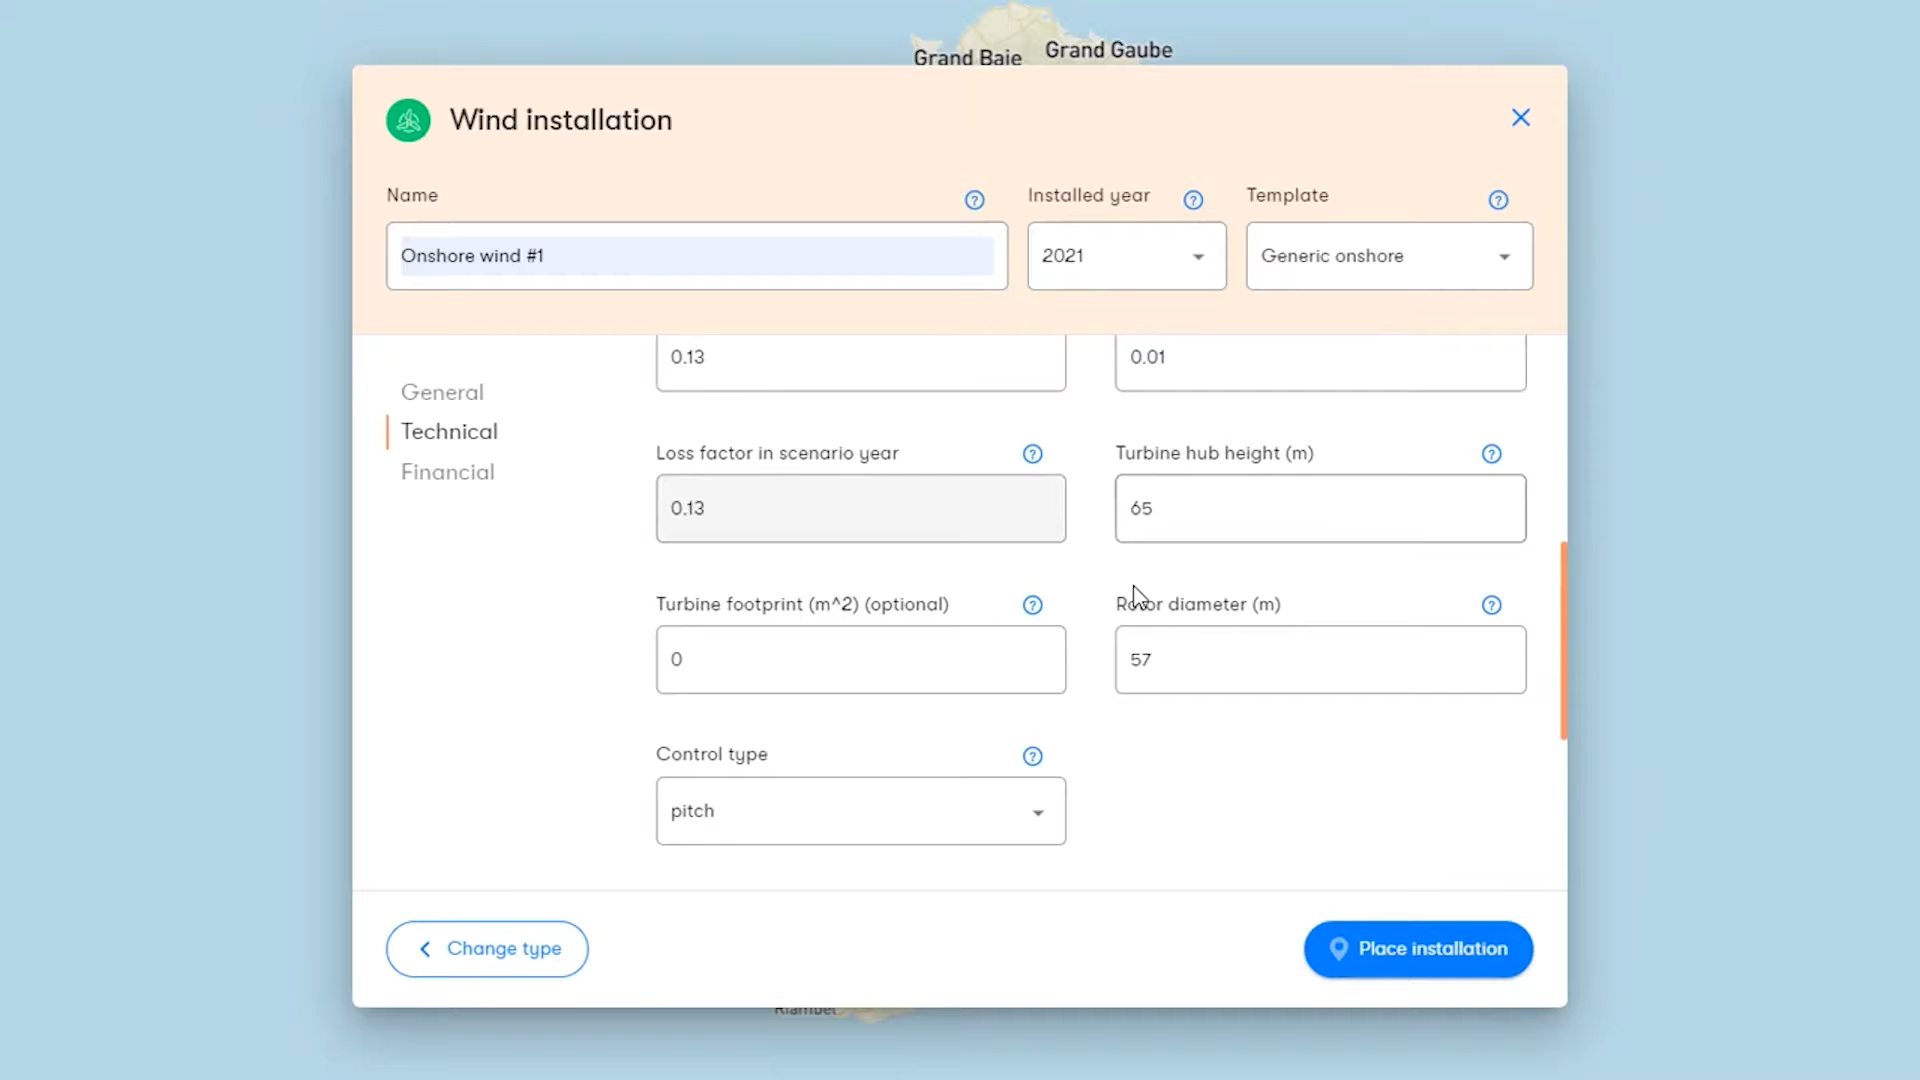 Grand Baie
Grand Gaube
Wind installation
Name
Installed year
Template
Onshore wind #1
2021
Generic onshore
General
Technical
Financial
0.13
0.01
Loss factor in scenario year
Turbine hub height (m)
0.13
65
Turbine footprint (m^2) (optional)
Rotor diameter (m)
0
57
Control type
pitch
Change type
Place installation
Riambel